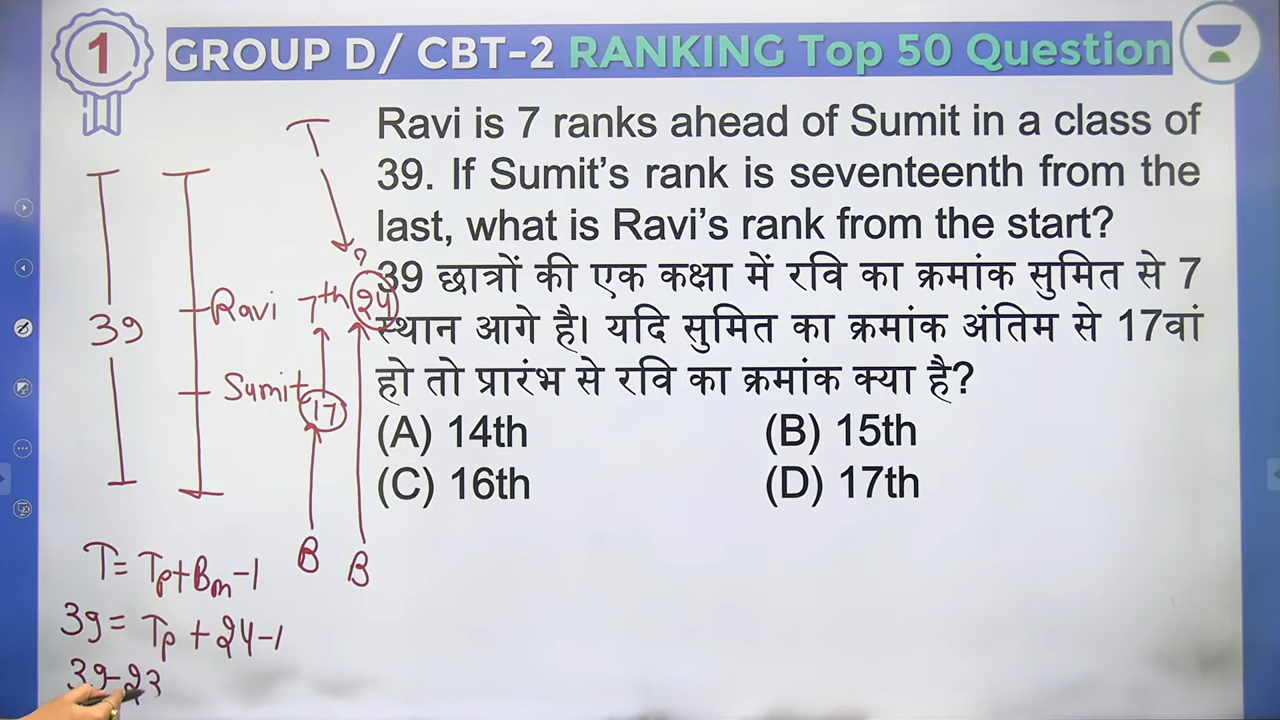 1
GROUP D/ CBT-2 RANKING Top 50 Question
Ravi is 7 ranks ahead of Sumit in a class of
39. If Sumit's rank is seventeenth from the
last, what is Ravi's rank from the start?
39 छात्रों की एक कक्षा में रवि का क्रमांक सुमित से 7
स्थान आगे है। यदि सुमित का क्रमांक अंतिम से 17वां
हो तो प्रारंभ से रवि का क्रमांक क्या है?
(A) 14th (B) 15th
(C) 16th (D) 17th
T
?
39
Ravi 7th 24
Sumit 17
B B
T = Tp + Bm - 1
39 = Tp + 24 - 1
39 - 23